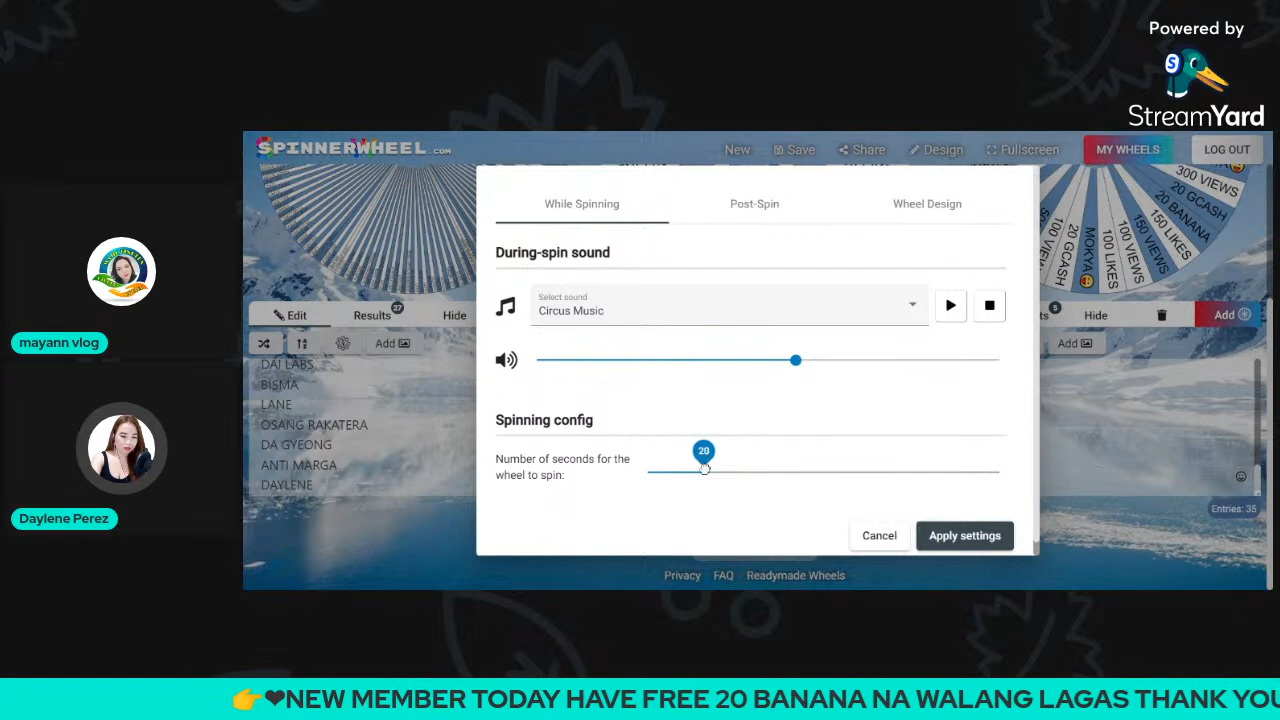 Powered by
StreamYard
SPINNERWHEEL.COM
New
Save
Share
Design
Fullscreen
MY WHEELS
LOG OUT
While Spinning
Post-Spin
Wheel Design
During-spin sound
Select sound
Circus Music
Spinning config
20
Number of seconds for the
wheel to spin:
Cancel
Apply settings
Edit
Results
27
Hide
Add
DAI LABS
BISMA
LANE
OSANG RAKATERA
DA GYEONG
ANTI MARGA
DAYLENE
300 VIEWS
20 GCASH
20 BANANA
150 LIKES
150 VIEWS
100 VIEWS
100 LIKES
MOKYA
20 GCASH
5
Hide
Add
Add
Entries: 35
Privacy
FAQ
Readymade Wheels
mayann vlog
Daylene Perez
👉❤NEW MEMBER TODAY HAVE FREE 20 BANANA NA WALANG LAGAS THANK YOU